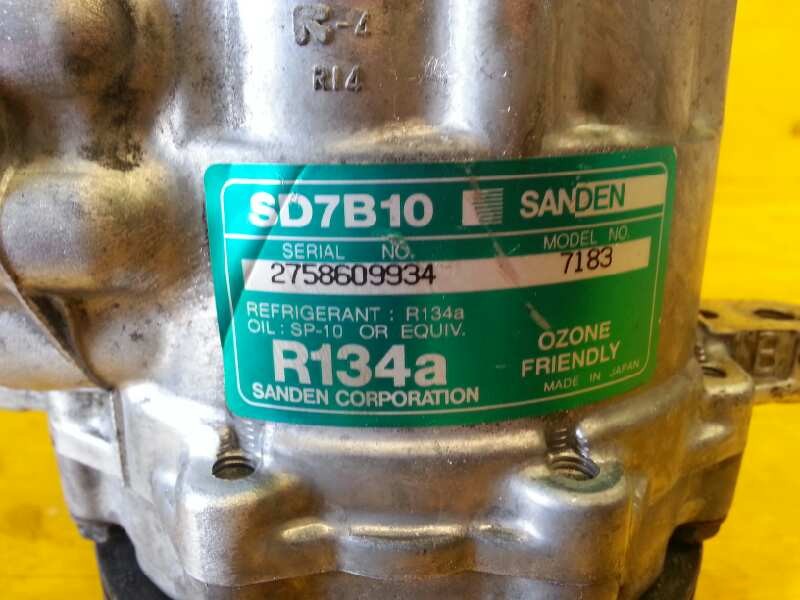 R-4
R14
SD7B10 SANDEN
SERIAL NO. MODEL NO.
2758609934 7183
REFRIGERANT : R134a
OIL: SP-10 OR EQUIV.
R134a
OZONE
FRIENDLY
SANDEN CORPORATION
MADE IN JAPAN